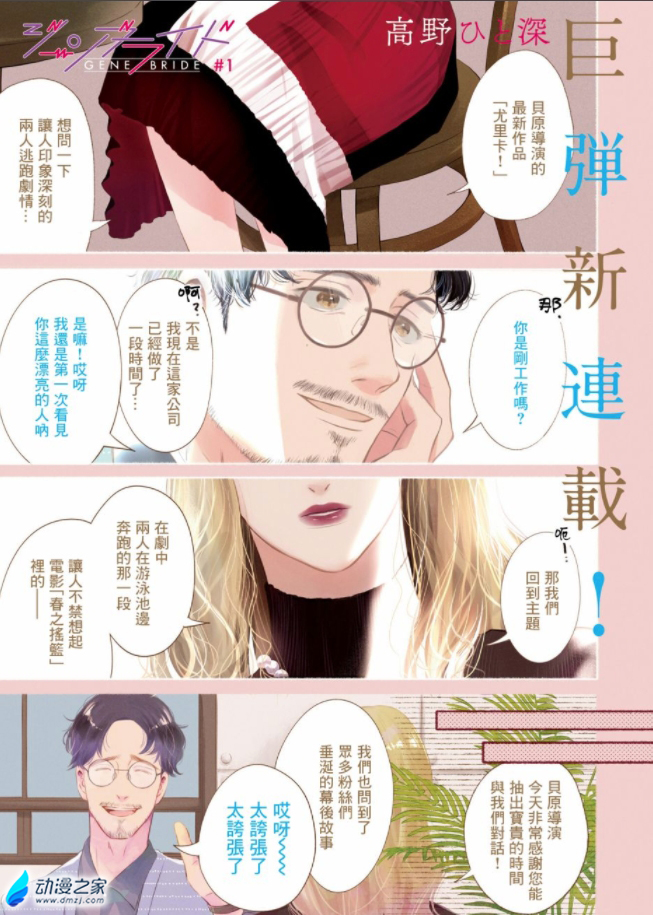 ジーンブライド
GENE BRIDE #1
高野ひと深
巨弾新連載！
貝原導演的
最新作品
「尤里卡！」
想問一下
讓人印象深刻的
兩人逃跑劇情…
那，
你是剛工作嗎？
啊？
不是
我現在這家公司
已經做了
一段時間了…
是嘛！哎呀
我還是第一次看見
你這麼漂亮的人吶
呃—…
那我們
回到主題
在劇中
兩人在游泳池邊
奔跑的那一段
讓人不禁想起
電影「春之搖籃」
裡的——
貝原導演
今天非常感謝您能
抽出寶貴的時間
與我們對話！
我們也問到了
眾多粉絲們
垂涎的幕後故事
哎呀~~~
太誇張了
太誇張了
动漫之家
www.dmzj.com